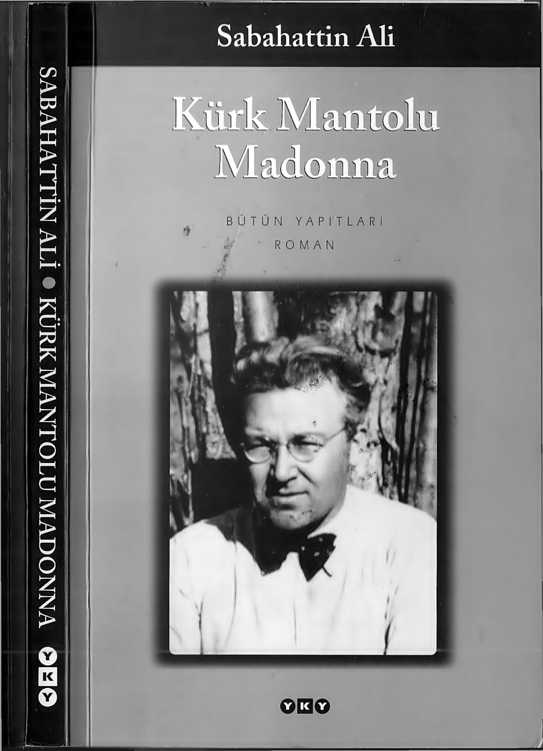 Sabahattin Ali
Kürk Mantolu
Madonna
BÜTÜN YAPITLARI
ROMAN
YKY
SABAHATTİN ALİ • KÜRK MANTOLU MADONNA
YKY